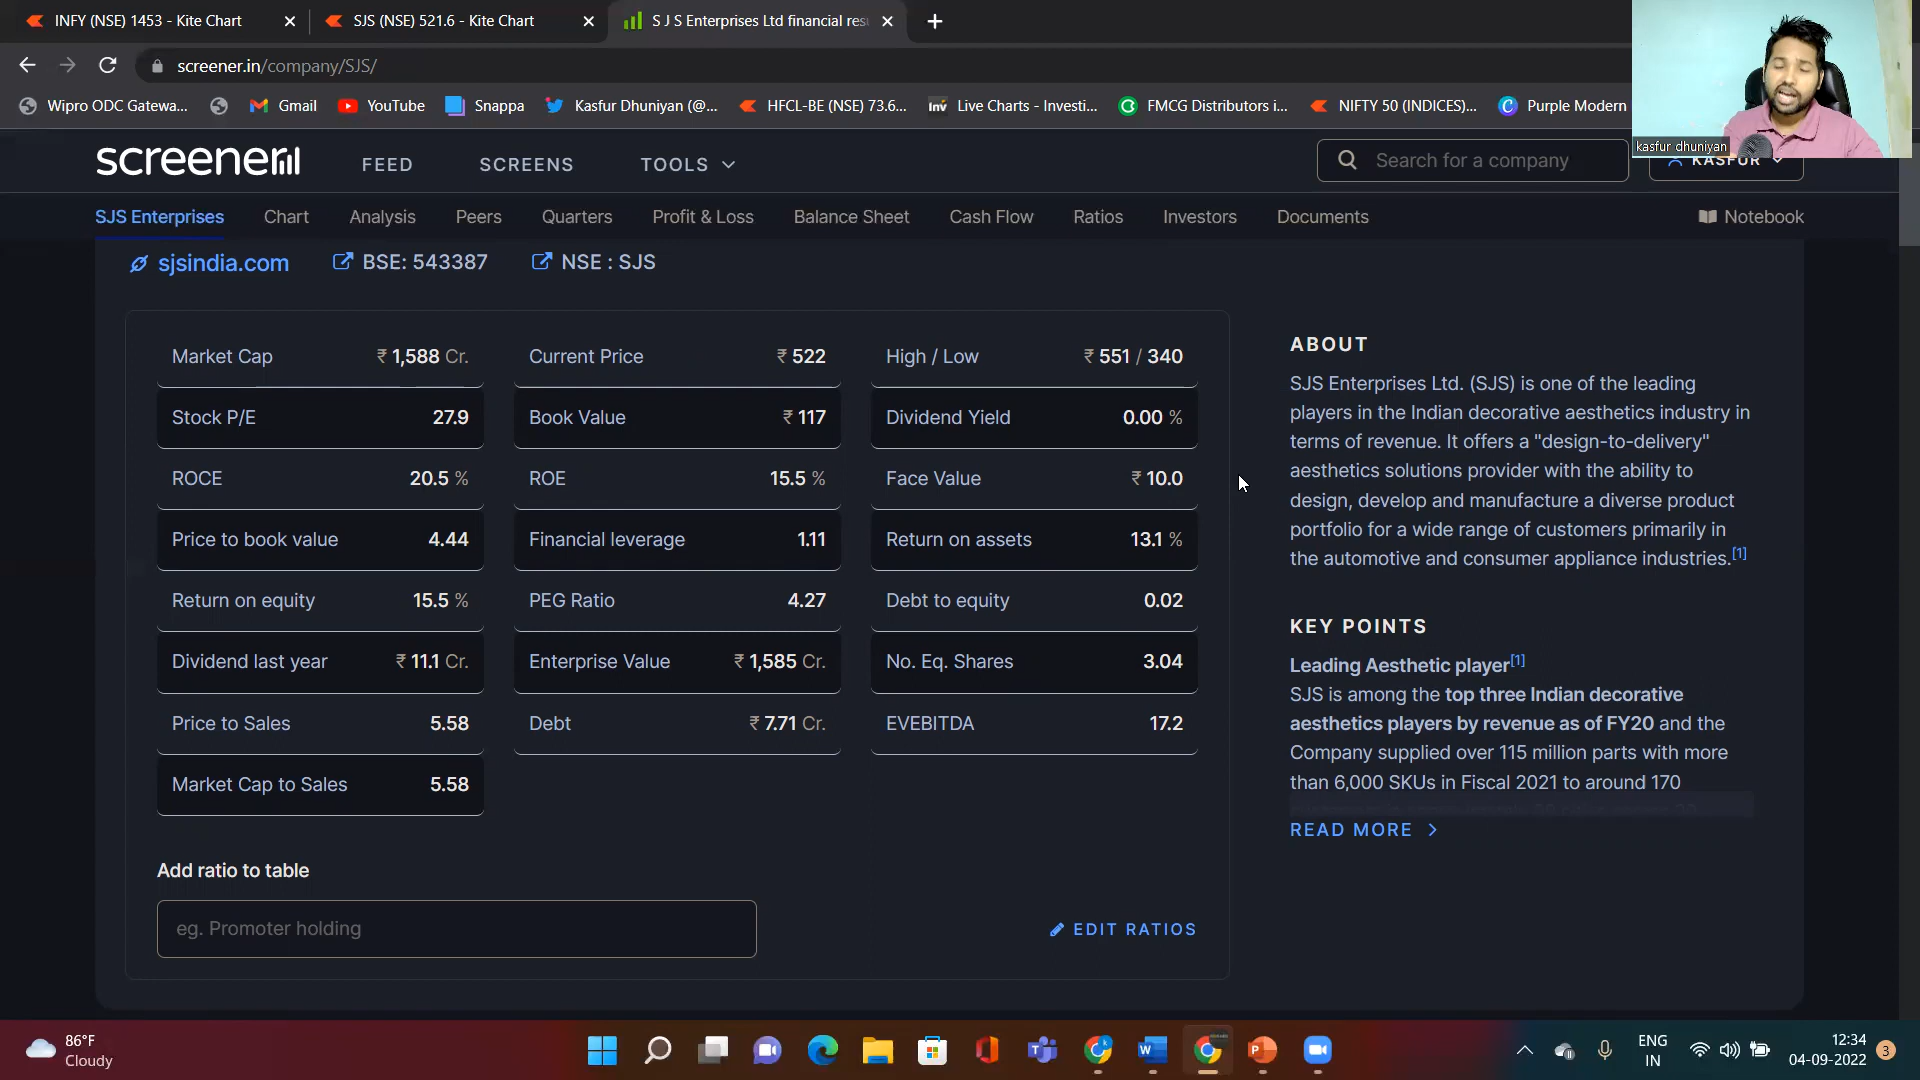 INFY (NSE) 1453 - Kite Chart
SJS (NSE) 521.6 - Kite Chart
S J S Enterprises Ltd financial res
screener.in/company/SJS/
Wipro ODC Gatewa...
Gmail
YouTube
Snappa
Kasfur Dhuniyan (@...
HFCL-BE (NSE) 73.6...
inv Live Charts - Investi...
FMCG Distributors i...
NIFTY 50 (INDICES)...
Purple Modern
kasfur dhuniyan
screener
FEED
SCREENS
TOOLS
Search for a company
KASFUR
SJS Enterprises
Chart
Analysis
Peers
Quarters
Profit & Loss
Balance Sheet
Cash Flow
Ratios
Investors
Documents
Notebook
sjsindia.com
BSE: 543387
NSE : SJS
Market Cap ₹ 1,588 Cr.
Current Price ₹ 522
High / Low ₹ 551 / 340
Stock P/E 27.9
Book Value ₹ 117
Dividend Yield 0.00 %
ROCE 20.5 %
ROE 15.5 %
Face Value ₹ 10.0
Price to book value 4.44
Financial leverage 1.11
Return on assets 13.1 %
Return on equity 15.5 %
PEG Ratio 4.27
Debt to equity 0.02
Dividend last year ₹ 11.1 Cr.
Enterprise Value ₹ 1,585 Cr.
No. Eq. Shares 3.04
Price to Sales 5.58
Debt ₹ 7.71 Cr.
EVEBITDA 17.2
Market Cap to Sales 5.58
Add ratio to table
eg. Promoter holding
EDIT RATIOS
ABOUT
SJS Enterprises Ltd. (SJS) is one of the leading
players in the Indian decorative aesthetics industry in
terms of revenue. It offers a "design-to-delivery"
aesthetics solutions provider with the ability to
design, develop and manufacture a diverse product
portfolio for a wide range of customers primarily in
the automotive and consumer appliance industries.[1]
KEY POINTS
Leading Aesthetic player[1]
SJS is among the top three Indian decorative
aesthetics players by revenue as of FY20 and the
Company supplied over 115 million parts with more
than 6,000 SKUs in Fiscal 2021 to around 170
READ MORE
86°F
Cloudy
ENG
IN
12:34
04-09-2022
3